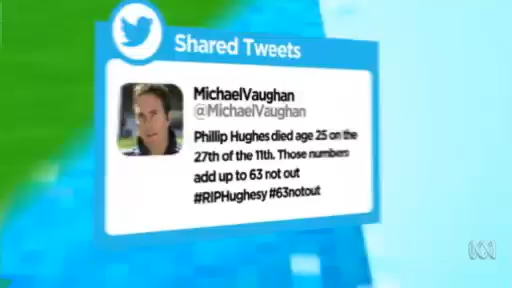 Shared Tweets
MichaelVaughan
@MichaelVaughan
Phillip Hughes died age 25 on the
27th of the 11th. Those numbers
add up to 63 not out
#RIPHughesy #63notout